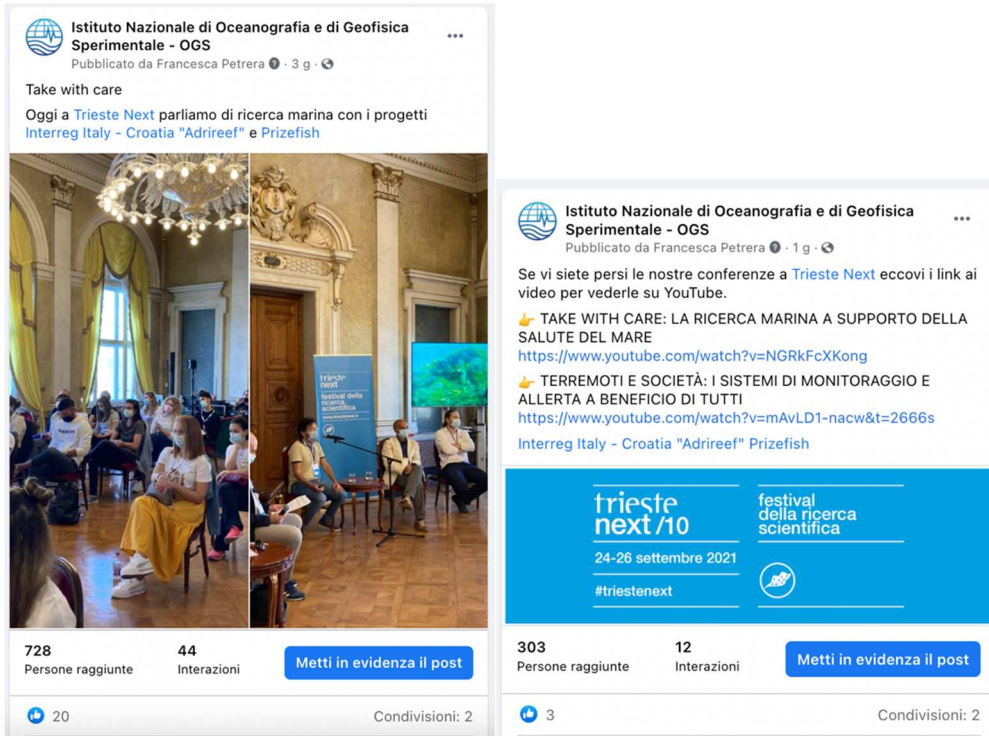 Istituto Nazionale di Oceanografia e di Geofisica
Sperimentale - OGS
Pubblicato da Francesca Petrera · 3 g ·
Take with care
Oggi a Trieste Next parliamo di ricerca marina con i progetti
Interreg Italy - Croatia "Adrireef" e Prizefish
trieste
next
festival della
ricerca
scientifica
728
Persone raggiunte
44
Interazioni
Metti in evidenza il post
20
Condivisioni: 2
Istituto Nazionale di Oceanografia e di Geofisica
Sperimentale - OGS
Pubblicato da Francesca Petrera · 1 g ·
Se vi siete persi le nostre conferenze a Trieste Next eccovi i link ai
video per vederle su YouTube.
👉 TAKE WITH CARE: LA RICERCA MARINA A SUPPORTO DELLA
SALUTE DEL MARE
https://www.youtube.com/watch?v=NGRkFcXKong
👉 TERREMOTI E SOCIETÀ: I SISTEMI DI MONITORAGGIO E
ALLERTA A BENEFICIO DI TUTTI
https://www.youtube.com/watch?v=mAvLD1-nacw&t=2666s
Interreg Italy - Croatia "Adrireef" Prizefish
trieste
next /10
festival
della ricerca
scientifica
24-26 settembre 2021
#triestenext
303
Persone raggiunte
12
Interazioni
Metti in evidenza il post
3
Condivisioni: 2